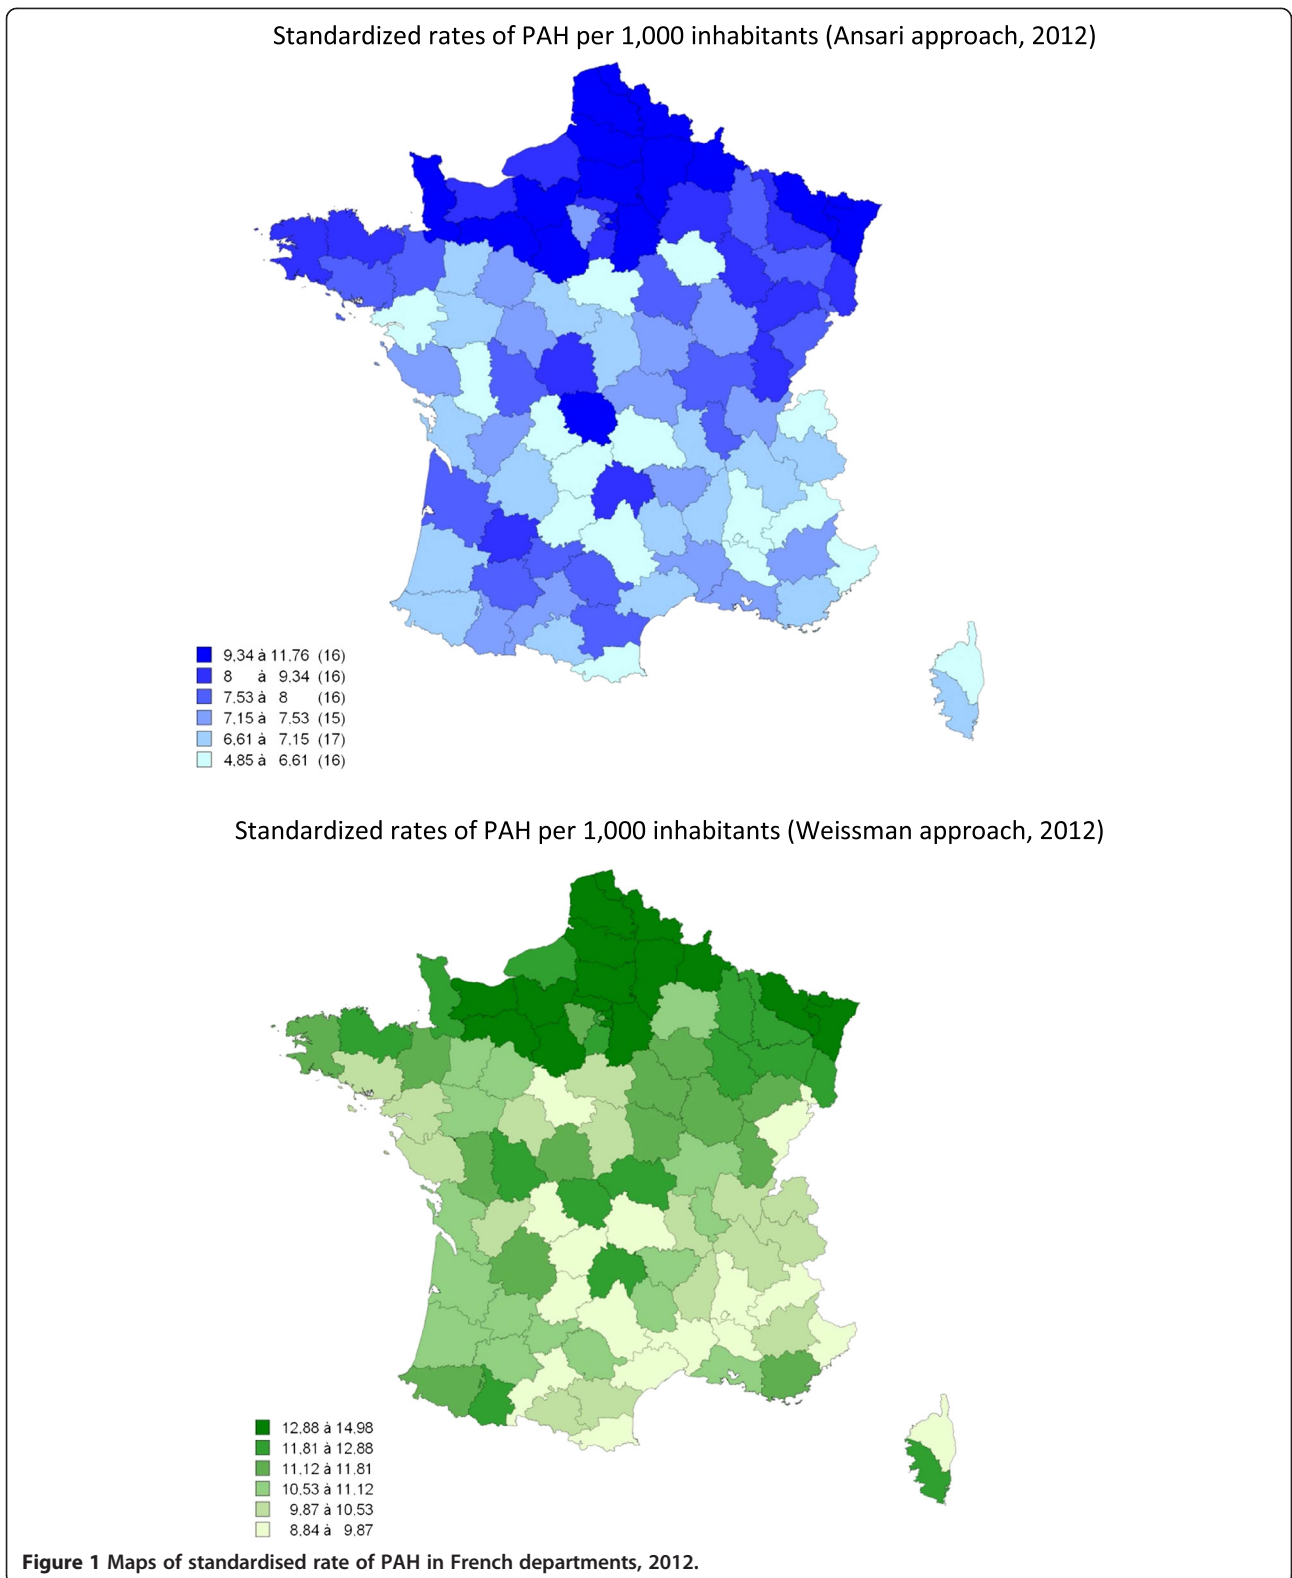 Standardized rates of PAH per 1,000 inhabitants (Ansari approach, 2012)
9,34 à 11,76 (16)
8 à 9,34 (16)
7,53 à 8 (16)
7,15 à 7,53 (15)
6,61 à 7,15 (17)
4,85 à 6,61 (16)
Standardized rates of PAH per 1,000 inhabitants (Weissman approach, 2012)
12,88 à 14,98
11,81 à 12,88
11,12 à 11,81
10,53 à 11,12
9,87 à 10,53
8,84 à 9,87
Figure 1 Maps of standardised rate of PAH in French departments, 2012.